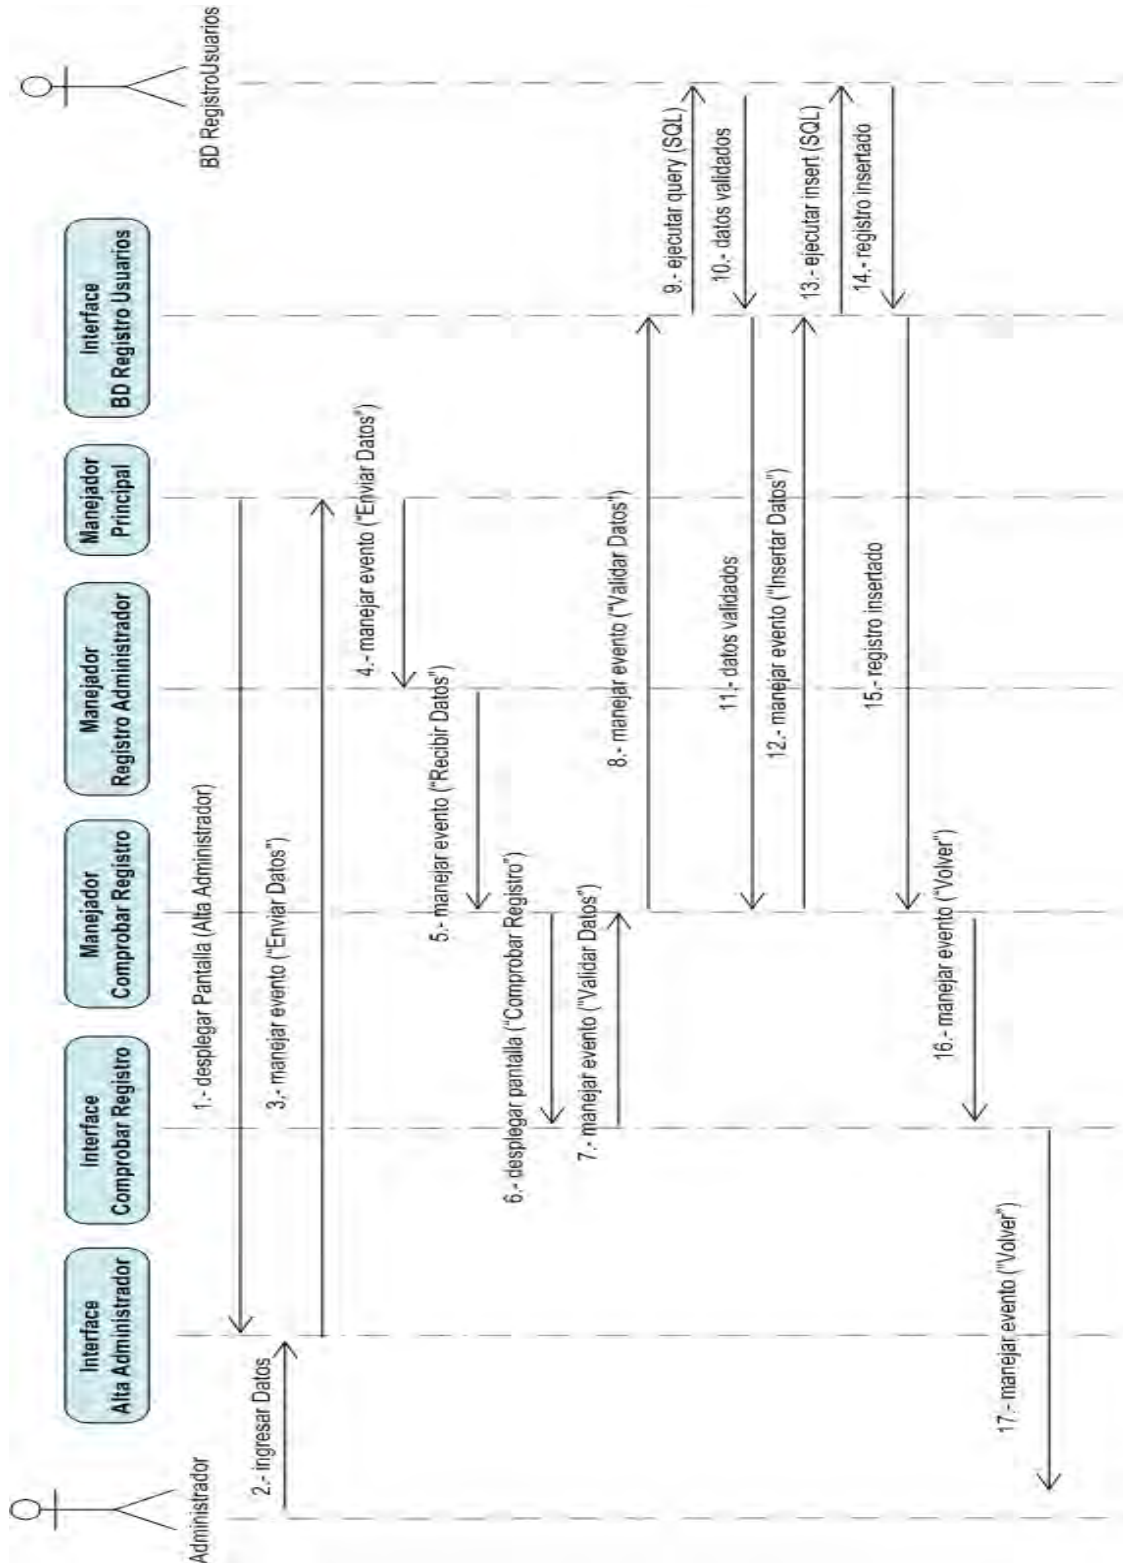 Administrador
Interface
Alta Administrador
Interface
Comprobar Registro
Manejador
Comprobar Registro
Manejador
Registro Administrador
Manejador
Principal
Interface
BD Registro Usuarios
BD RegistroUsuarios
1.- desplegar Pantalla (Alta Administrador)
2.- ingresar Datos
3.- manejar evento ("Enviar Datos")
4.- manejar evento ("Enviar Datos")
5.- manejar evento ("Recibir Datos")
6.- desplegar pantalla ("Comprobar Registro")
7.- manejar evento ("Validar Datos")
8.- manejar evento ("Validar Datos")
9.- ejecutar query (SQL)
10.- datos validados
11.- datos validados
12.- manejar evento ("Insertar Datos")
13.- ejecutar insert (SQL)
14.- registro insertado
15.- registro insertado
16.- manejar evento ("Volver")
17.- manejar evento ("Volver")